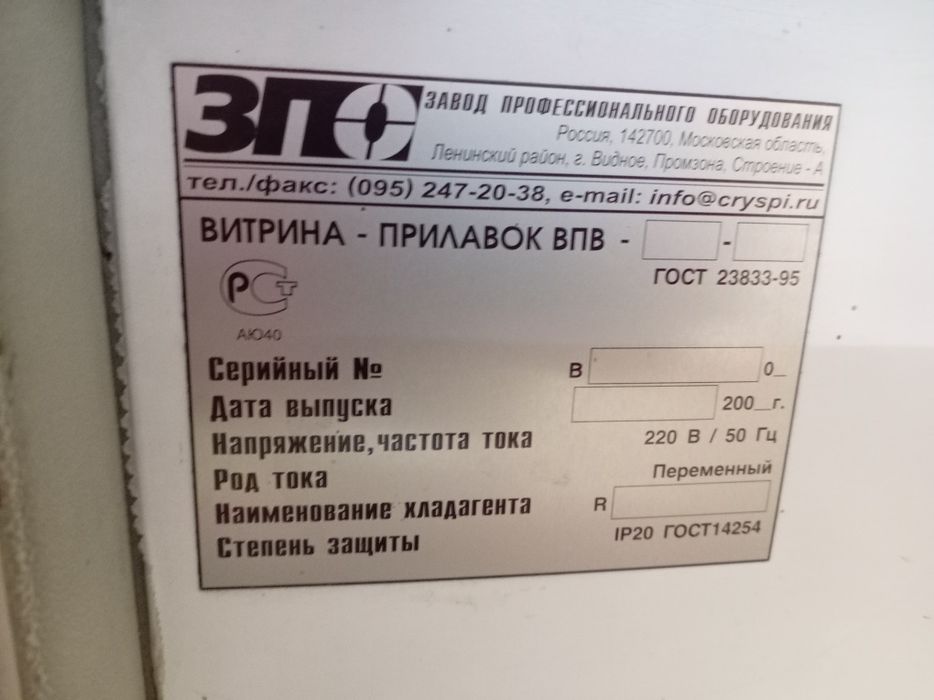 ЗПО
ЗАВОД ПРОФЕССИОНАЛЬНОГО ОБОРУДОВАНИЯ
Россия, 142700, Московская область,
Ленинский район, г. Видное, Промзона, Строение - А
тел./факс: (095) 247-20-38, e-mail: info@cryspi.ru
ВИТРИНА - ПРИЛАВОК ВПВ - -
ГОСТ 23833-95
РСТ
АЮ40
Серийный № В 0_
Дата выпуска 200__г.
Напряжение,частота тока 220 В / 50 Гц
Род тока Переменный
Наименование хладагента R
Степень защиты IP20 ГОСТ14254